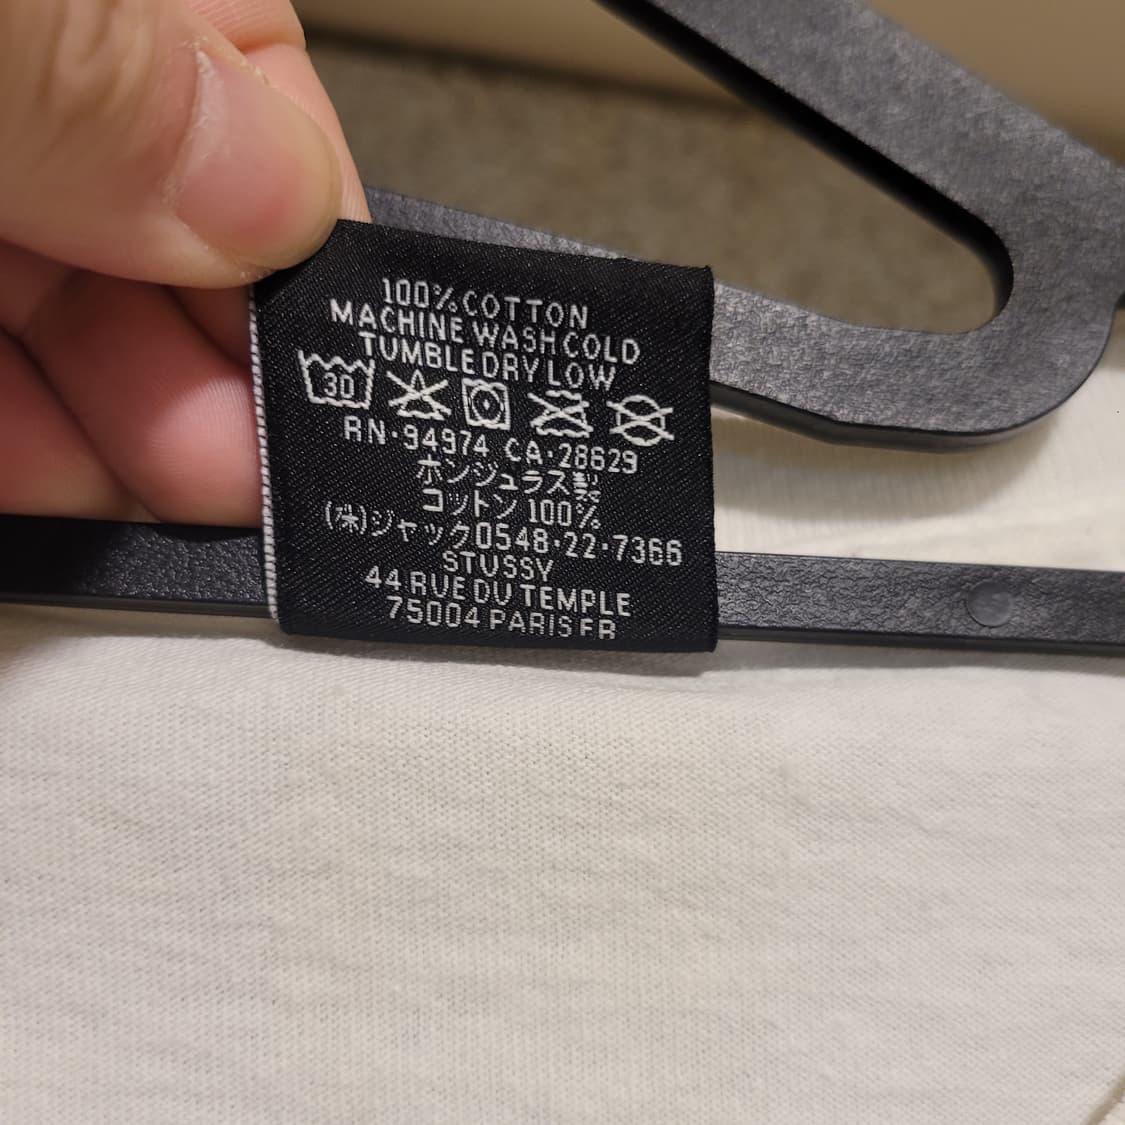 100% COTTON
MACHINE WASH COLD
TUMBLE DRY LOW
30
RN·94974 CA·28629
ホンジュラス製
コットン 100%
(株)ジャック0548·22·7366
STUSSY
44 RUE DU TEMPLE
75004 PARIS FR